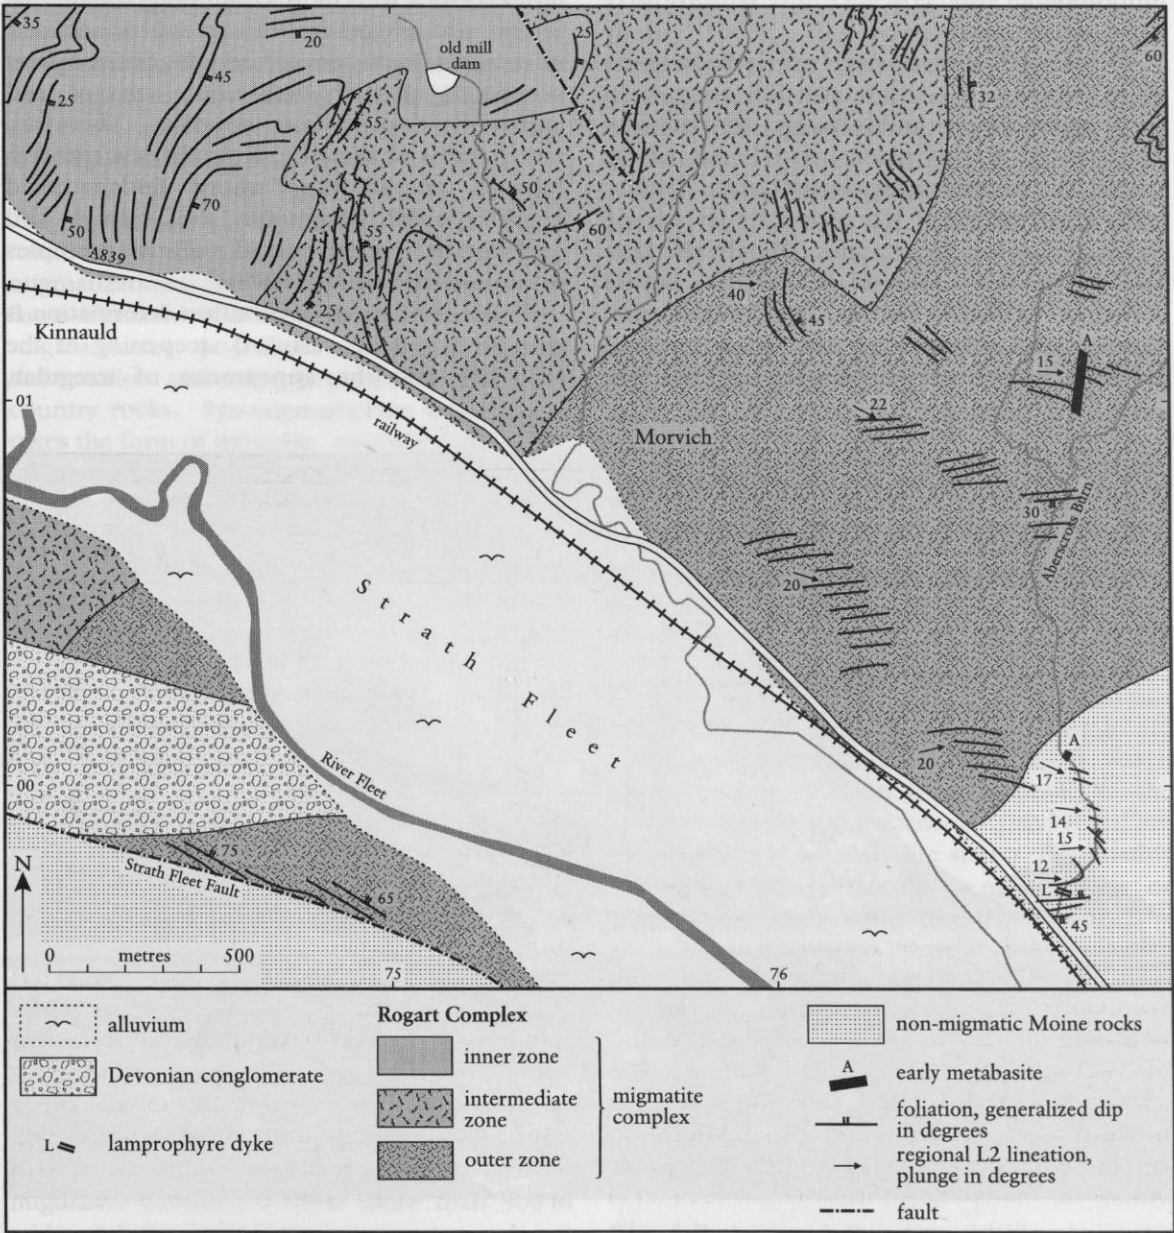 35
20
25
60
old mill
dam
45
25
55
32
50
70
50
60
55
A839
40
25
45
Kinnauld
A
15
01
railway
Morvich
22
30
Aberscross Burn
20
Strath Fleet
A
20
17
00
River Fleet
14
15
75
12
N
Strath Fleet Fault
65
L
45
0 metres 500
75
76
alluvium
Devonian conglomerate
L lamprophyre dyke
Rogart Complex
inner zone
intermediate
zone
outer zone
migmatite
complex
non-migmatic Moine rocks
A
early metabasite
foliation, generalized dip
in degrees
regional L2 lineation,
plunge in degrees
fault